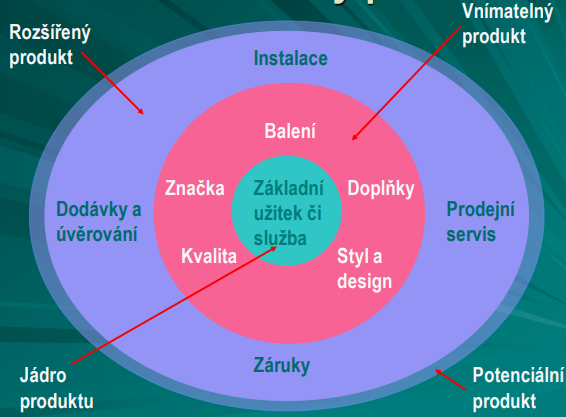 Rozšířený
produkt
Vnímatelný
produkt
Instalace
Balení
Značka
Základní
užitek či
služba
Doplňky
Dodávky a
úvěrování
Prodejní
servis
Kvalita
Styl a
design
Záruky
Jádro
produktu
Potenciální
produkt